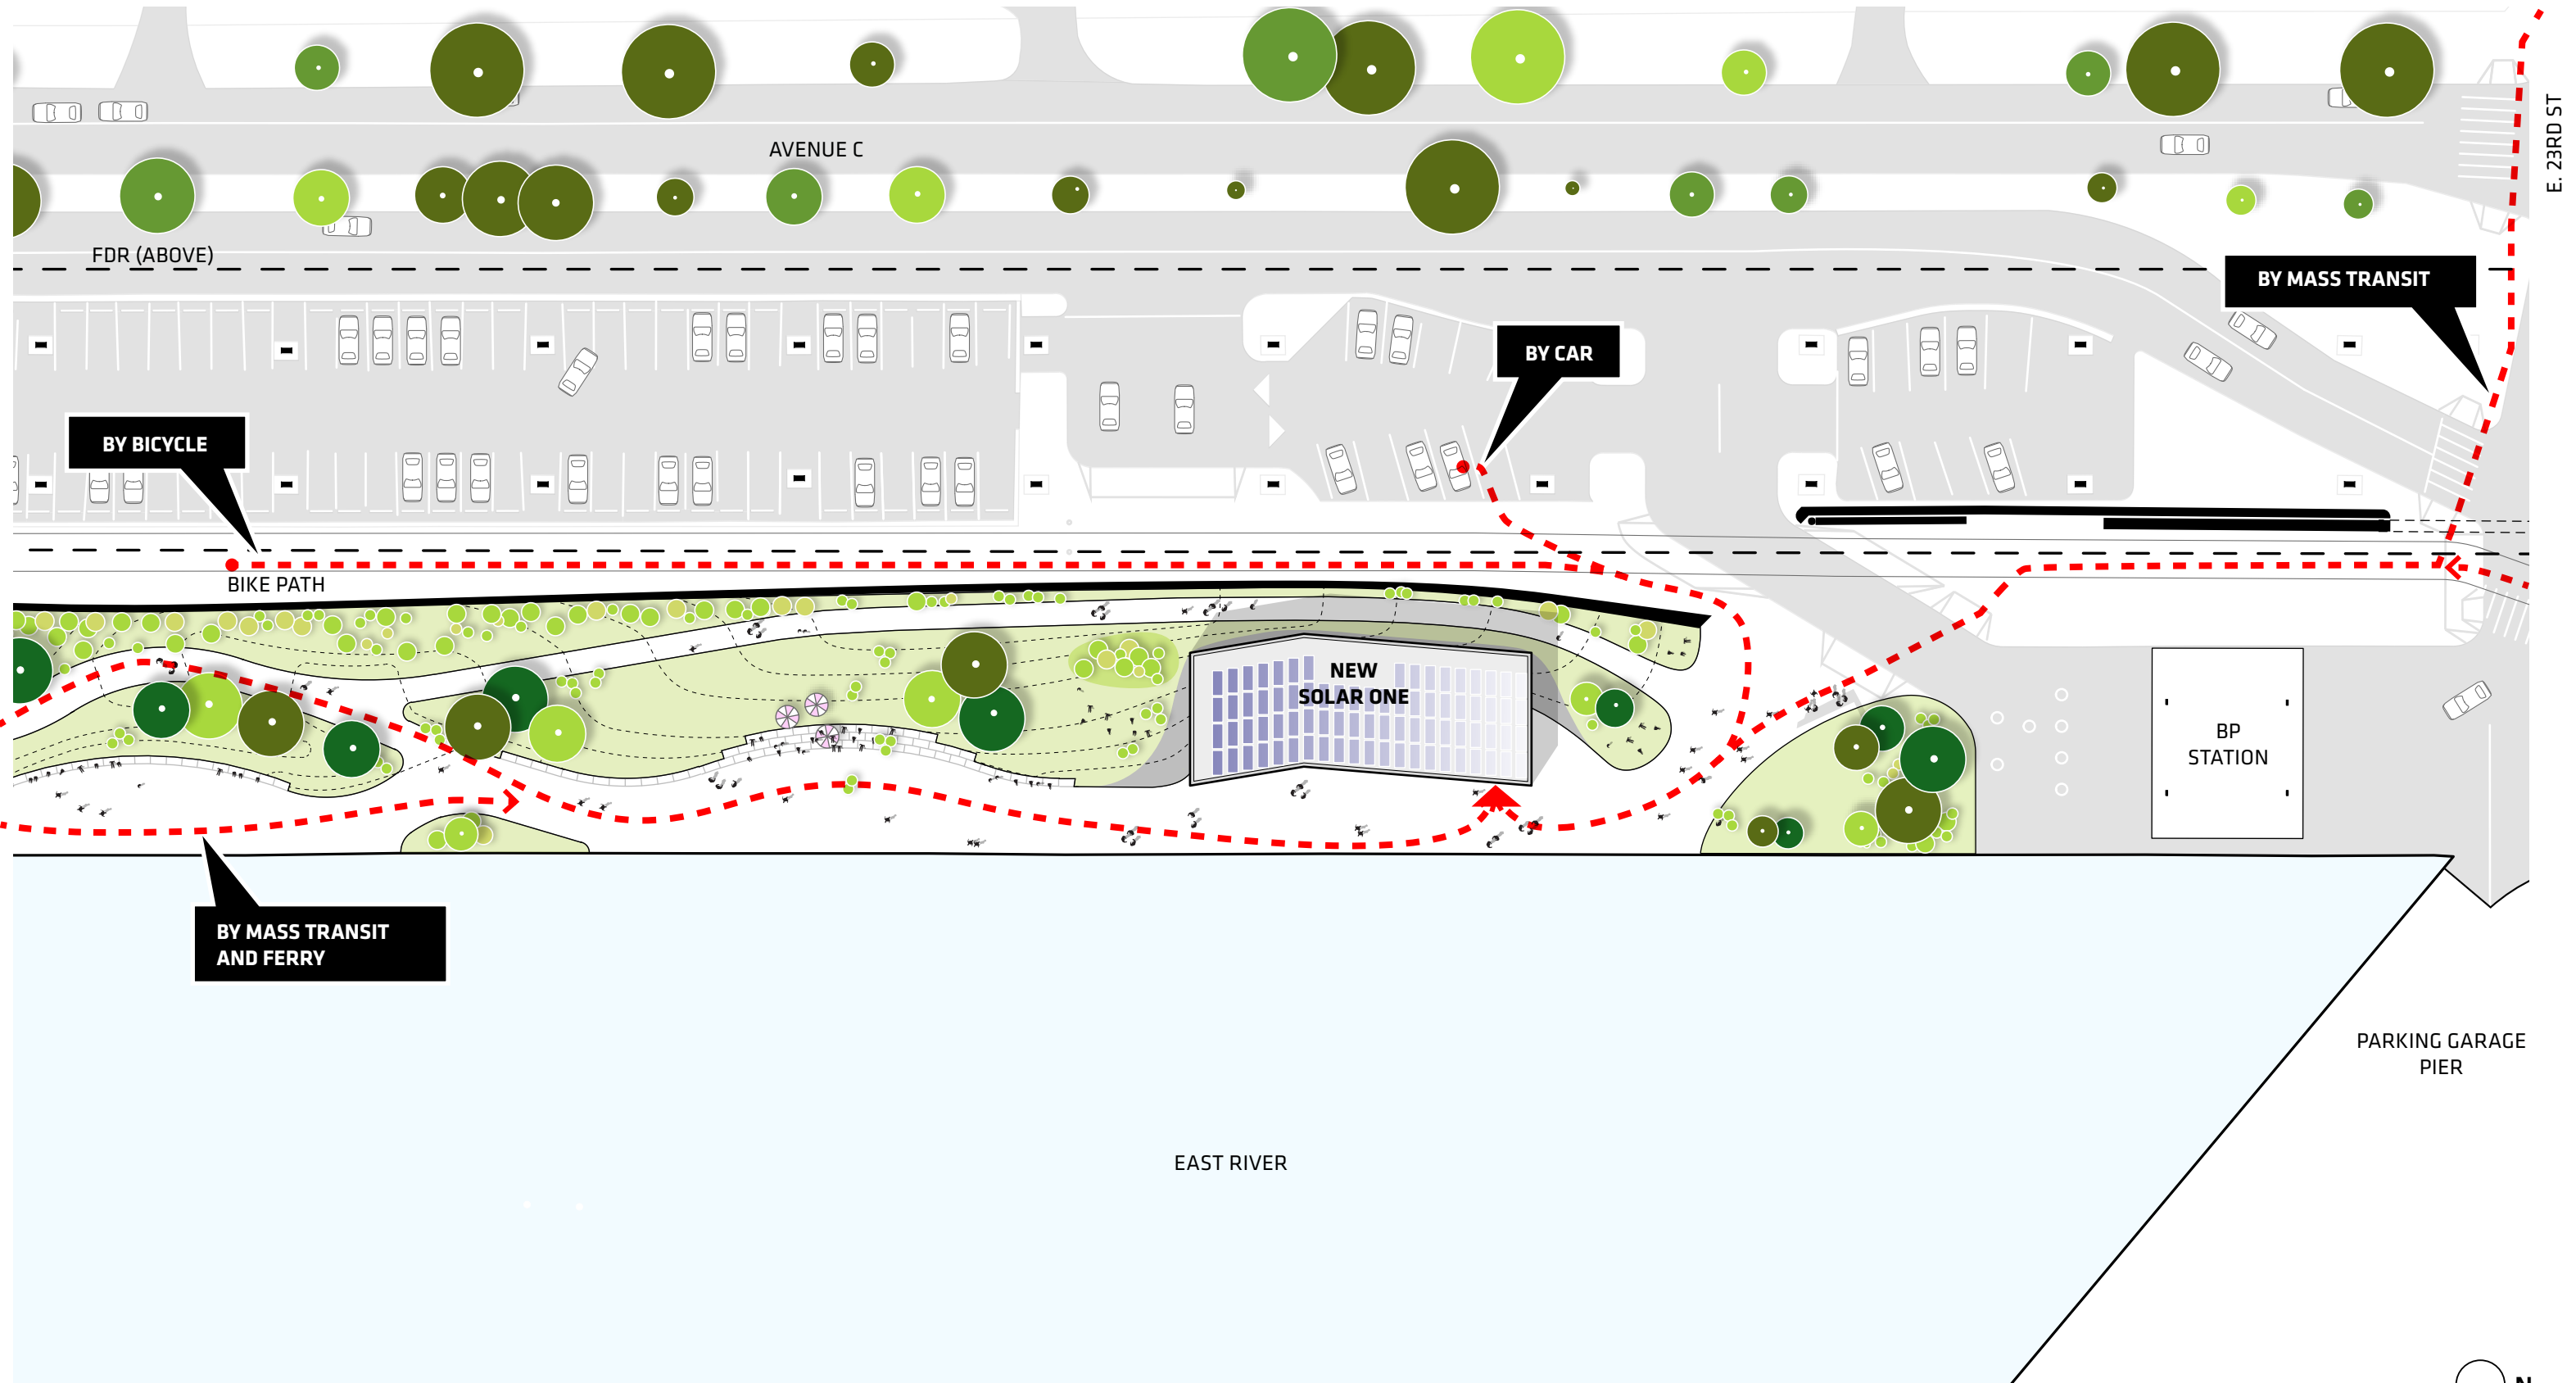 AVENUE C
E. 23RD ST
FDR (ABOVE)
BY MASS TRANSIT
BY CAR
BY BICYCLE
BIKE PATH
NEW
SOLAR ONE
BP
STATION
BY MASS TRANSIT
AND FERRY
PARKING GARAGE
PIER
EAST RIVER
N